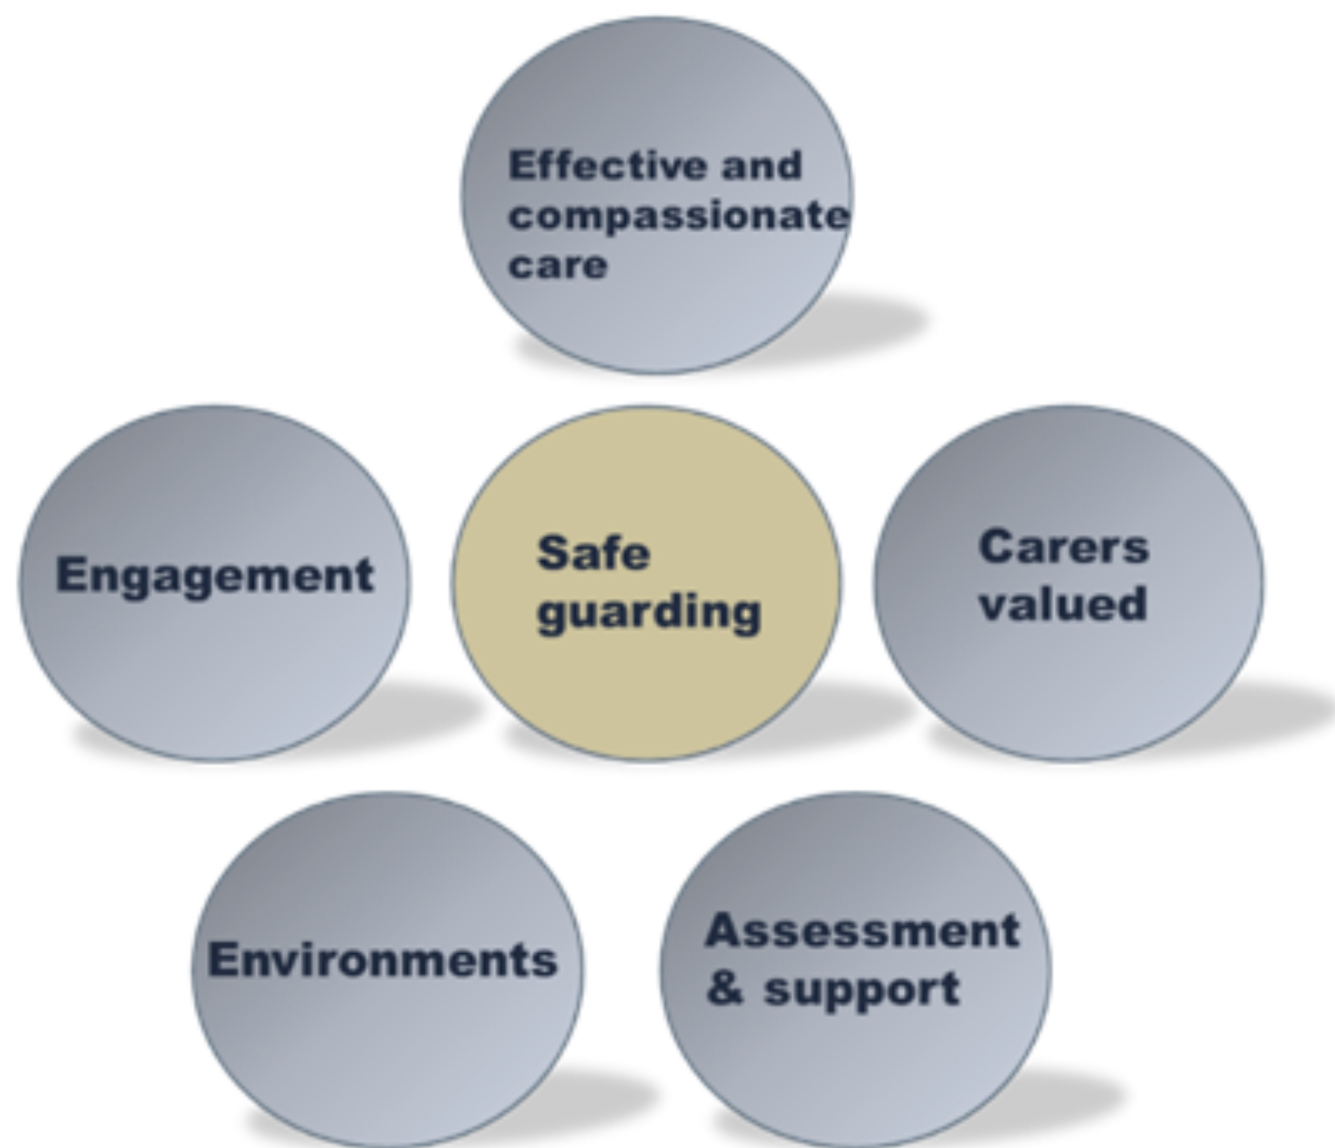 Effective and
compassionate
care
Engagement
Safe
guarding
Carers
valued
Environments
Assessment
& support